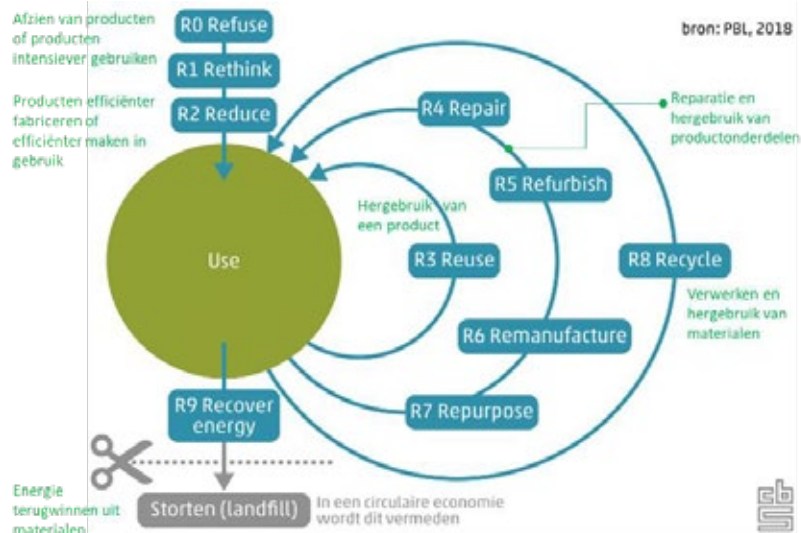 Afzien van producten
of producten
intensiever gebruiken
R0 Refuse
bron: PBL, 2018
R1 Rethink
Producten efficiënter
fabriceren of
efficiënter maken in
gebruik
R2 Reduce
R4 Repair
Reparatie en
hergebruik van
productonderdelen
R5 Refurbish
Hergebruik van
een product
Use
R3 Reuse
R8 Recycle
Verwerken en
hergebruik van
materialen
R6 Remanufacture
R9 Recover
energy
R7 Repurpose
Energie
terugwinnen uit
materialen
Storten (landfill)
In een circulaire economie
wordt dit vermeden
cbs